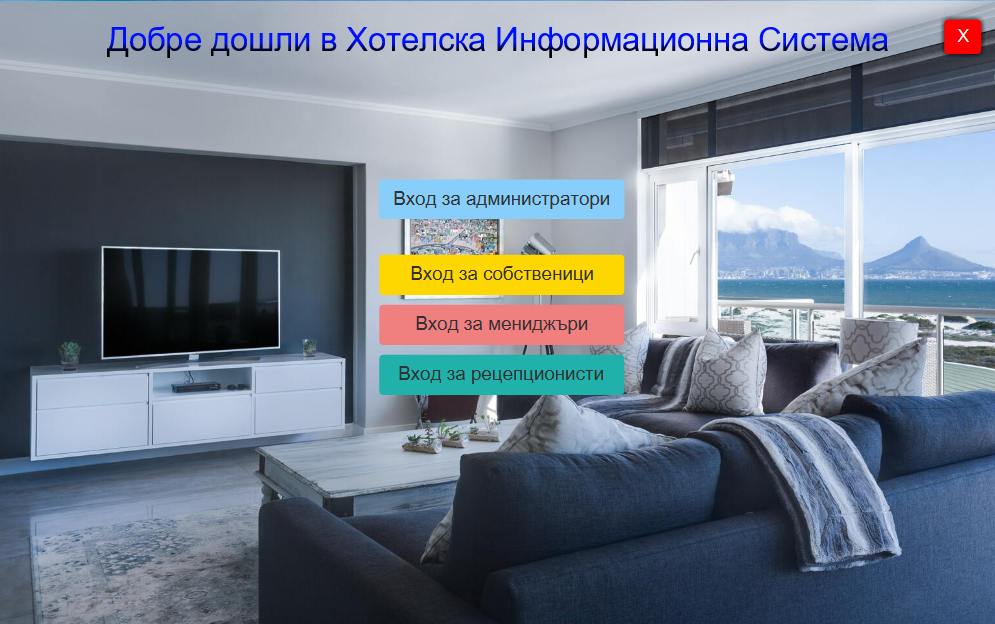 Добре дошли в Хотелска Информационна Система
X
Вход за администратори
Вход за собственици
Вход за мениджъри
Вход за рецепционисти